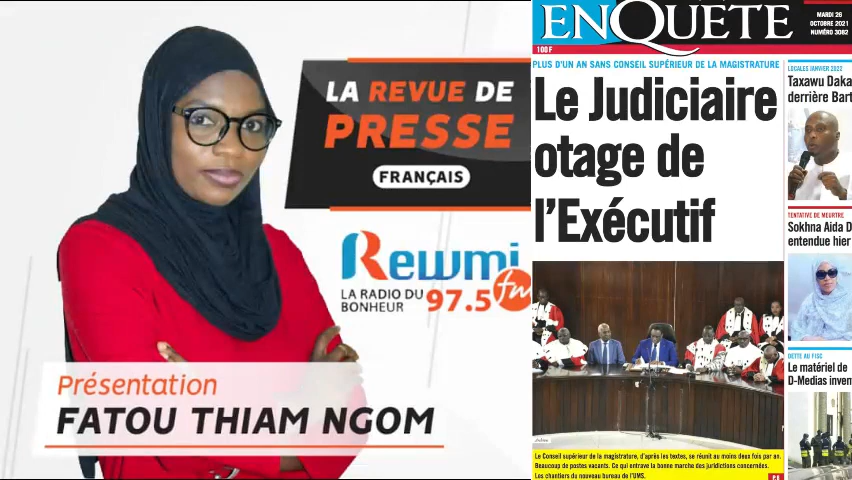 LA REVUE DE
PRESSE
FRANÇAIS
Rewmi fm
LA RADIO DU
BONHEUR 97.5
Présentation
FATOU THIAM NGOM
ENQUÊTE
MARDI 26
OCTOBRE 2021
NUMÉRO 3082
100 F
PLUS D'UN AN SANS CONSEIL SUPÉRIEUR DE LA MAGISTRATURE
Le Judiciaire
otage de
l'Exécutif
Le Conseil supérieur de la magistrature, d'après les textes, se réunit au moins deux fois par an.
Beaucoup de postes vacants. Ce qui entrave la bonne marche des juridictions concernées.
Les chantiers du nouveau bureau de l'UMS.
LOCALES JANVIER 2022
Taxawu Daka
derrière Bart
TENTATIVE DE MEURTRE
Sokhna Aida D
entendue hier
DETTE AU FISC
Le matériel de
D-Medias inven